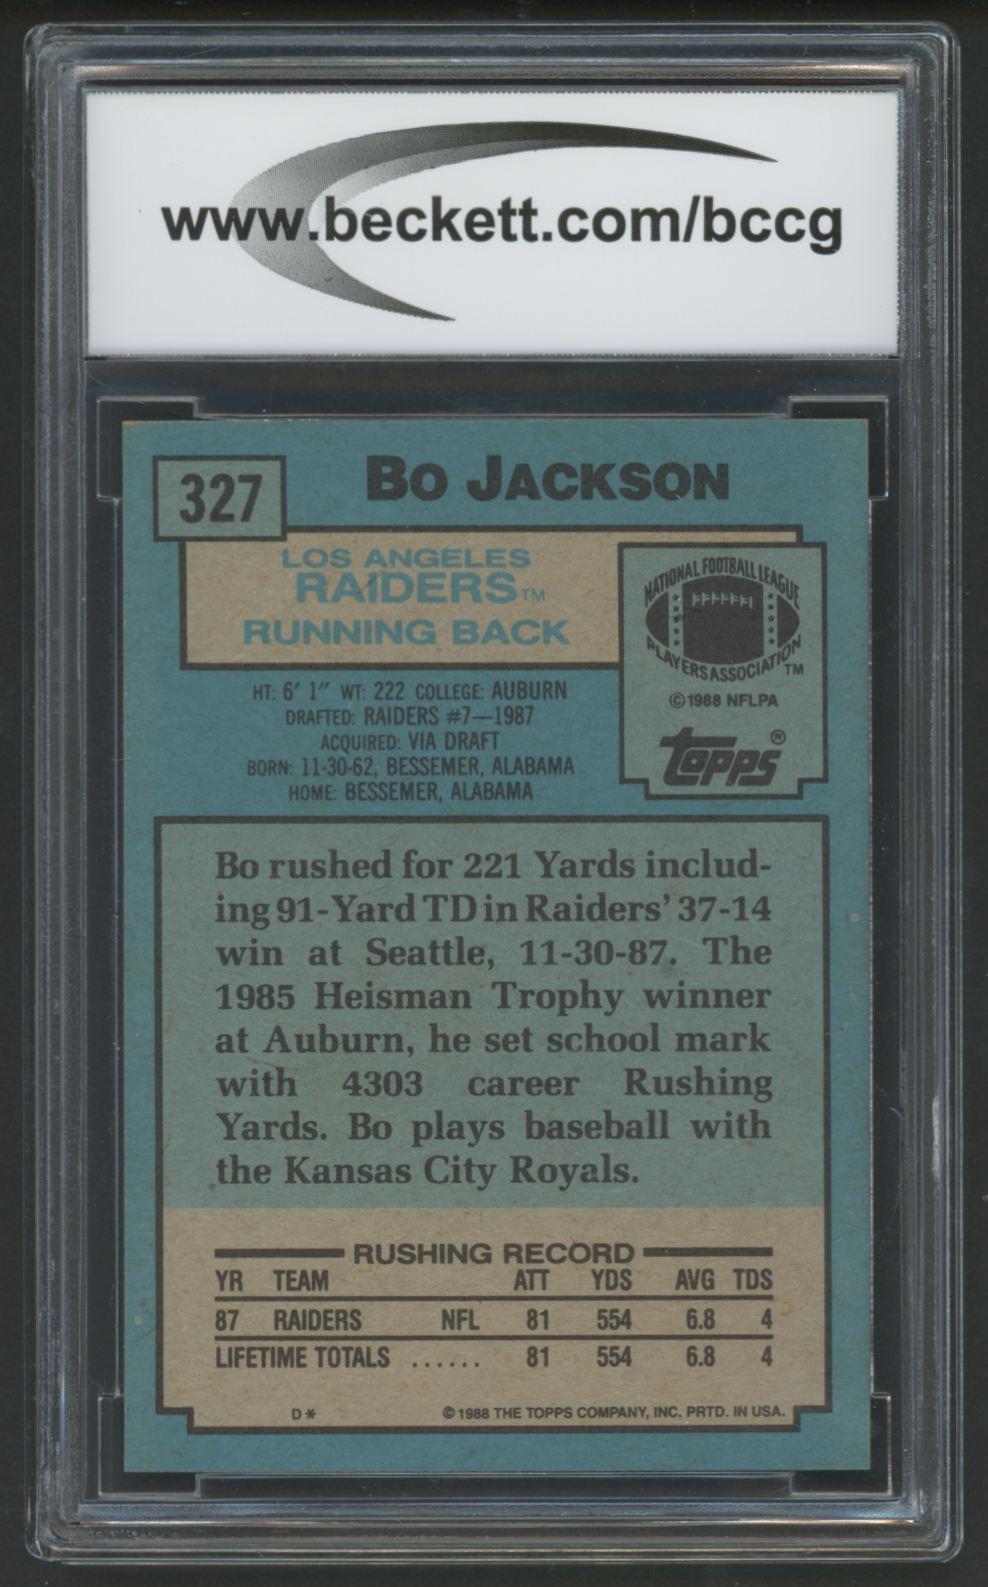 www.beckett.com/bccg
327
BO JACKSON
LOS ANGELES
RAIDERS™
RUNNING BACK
NATIONAL FOOTBALL LEAGUE
PLAYERS ASSOCIATION™
©1988 NFLPA
topps®
HT: 6' 1" WT: 222 COLLEGE: AUBURN
DRAFTED: RAIDERS #7—1987
ACQUIRED: VIA DRAFT
BORN: 11-30-62, BESSEMER, ALABAMA
HOME: BESSEMER, ALABAMA
Bo rushed for 221 Yards includ-
ing 91-Yard TD in Raiders' 37-14
win at Seattle, 11-30-87. The
1985 Heisman Trophy winner
at Auburn, he set school mark
with 4303 career Rushing
Yards. Bo plays baseball with
the Kansas City Royals.
RUSHING RECORD
YR TEAM ATT YDS AVG TDS
87 RAIDERS NFL 81 554 6.8 4
LIFETIME TOTALS ...... 81 554 6.8 4
D* ©1988 THE TOPPS COMPANY, INC. PRTD. IN USA.